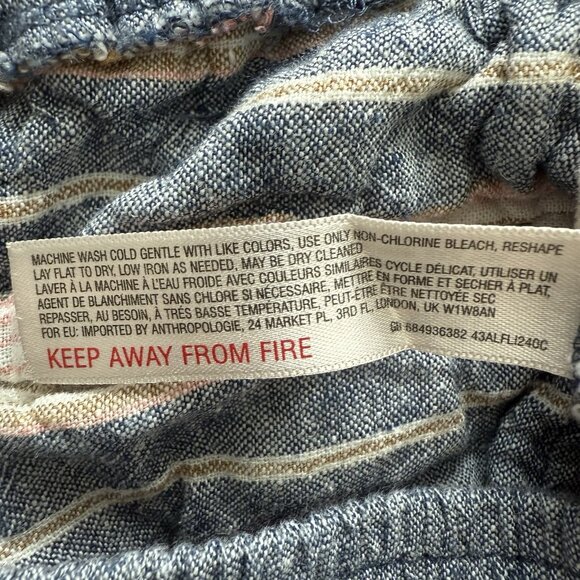 MACHINE WASH COLD GENTLE WITH LIKE COLORS, USE ONLY NON-CHLORINE BLEACH, RESHAPE
LAY FLAT TO DRY, LOW IRON AS NEEDED, MAY BE DRY CLEANED
LAVER À LA MACHINE À L'EAU FROIDE AVEC COULEURS SIMILAIRES CYCLE DÉLICAT, UTILISER UN
AGENT DE BLANCHIMENT SANS CHLORE SI NÉCESSAIRE, METTRE EN FORME ET SECHER À PLAT,
REPASSER, AU BESOIN, À TRÈS BASSE TEMPÉRATURE, PEUT-ÊTRE ÊTRE NETTOYÉE SEC
FOR EU: IMPORTED BY ANTHROPOLOGIE, 24 MARKET PL, 3RD FL, LONDON, UK W1W8AN
KEEP AWAY FROM FIRE
GII 684936382 43ALFLI240C